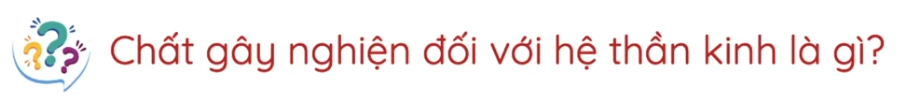 Chất gây nghiện đối với hệ thần kinh là gì?